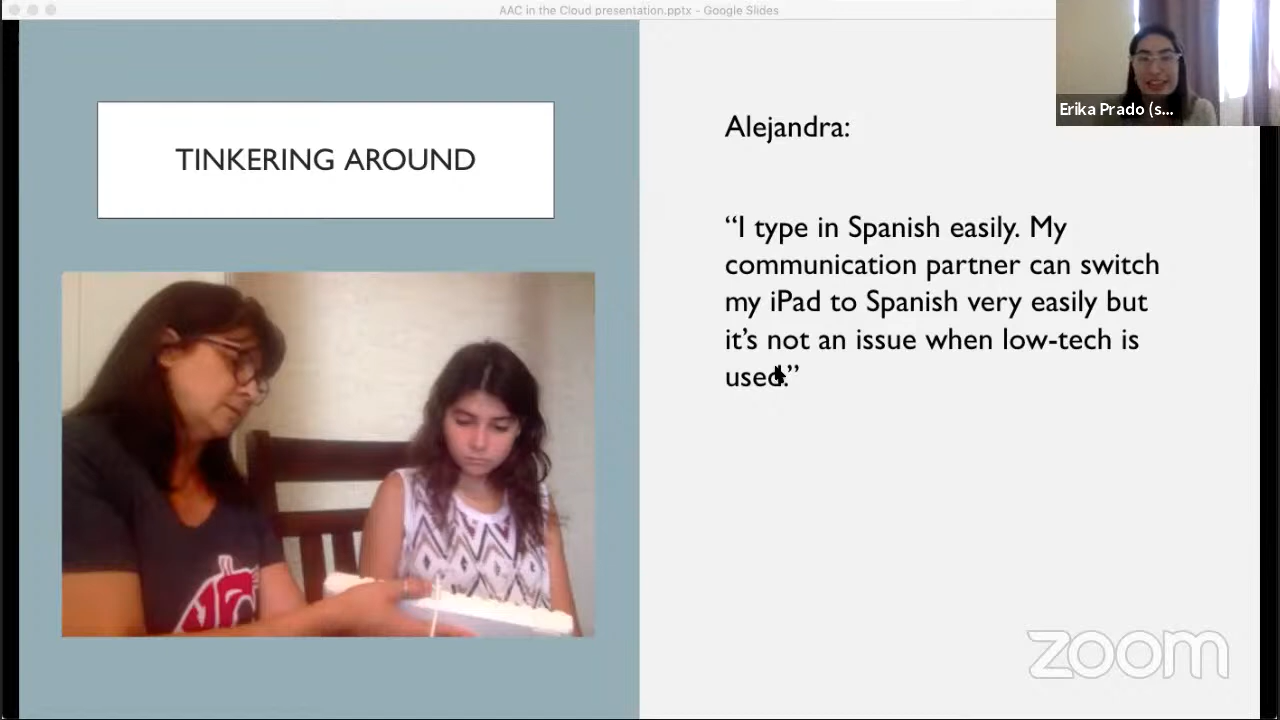 AAC in the Cloud presentation.pptx - Google Slides
TINKERING AROUND
Alejandra:
“I type in Spanish easily. My
communication partner can switch
my iPad to Spanish very easily but
it’s not an issue when low-tech is
used.”
Erika Prado (s...
zoom